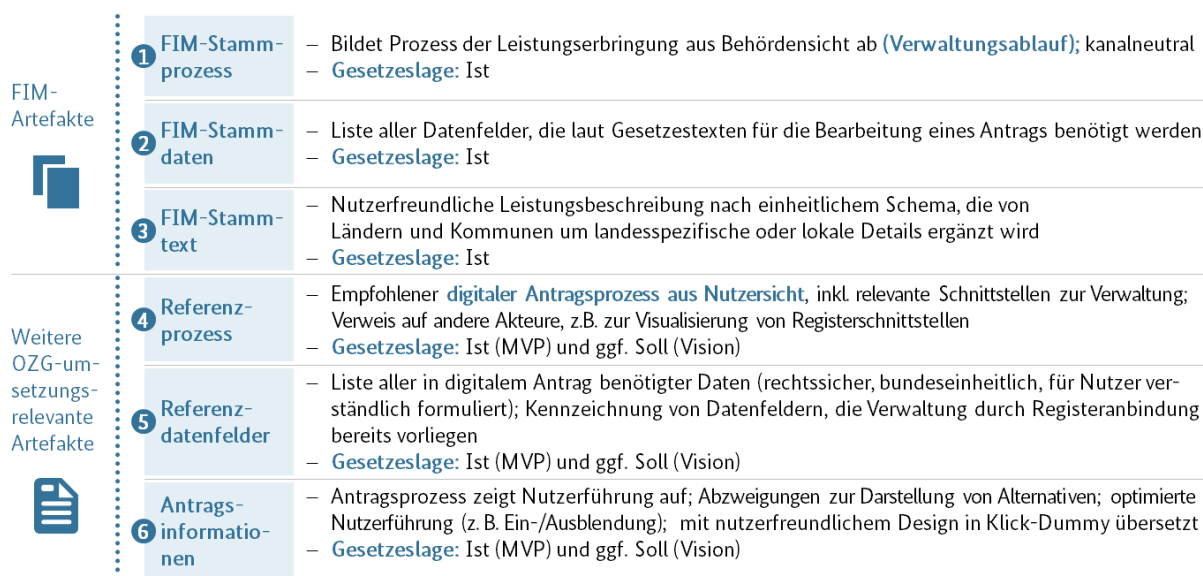 FIM-
Artefakte
1 FIM-Stamm-
prozess
– Bildet Prozess der Leistungserbringung aus Behördensicht ab (Verwaltungsablauf); kanalneutral
– Gesetzeslage: Ist
2 FIM-Stamm-
daten
– Liste aller Datenfelder, die laut Gesetzestexten für die Bearbeitung eines Antrags benötigt werden
– Gesetzeslage: Ist
3 FIM-Stamm-
text
– Nutzerfreundliche Leistungsbeschreibung nach einheitlichem Schema, die von
Ländern und Kommunen um landesspezifische oder lokale Details ergänzt wird
– Gesetzeslage: Ist
Weitere
OZG-um-
setzungs-
relevante
Artefakte
4 Referenz-
prozess
– Empfohlener digitaler Antragsprozess aus Nutzersicht, inkl. relevante Schnittstellen zur Verwaltung;
Verweis auf andere Akteure, z.B. zur Visualisierung von Registerschnittstellen
– Gesetzeslage: Ist (MVP) und ggf. Soll (Vision)
5 Referenz-
datenfelder
– Liste aller in digitalem Antrag benötigter Daten (rechtssicher, bundeseinheitlich, für Nutzer ver-
ständlich formuliert); Kennzeichnung von Datenfeldern, die Verwaltung durch Registeranbindung
bereits vorliegen
– Gesetzeslage: Ist (MVP) und ggf. Soll (Vision)
6 Antrags-
informatio-
nen
– Antragsprozess zeigt Nutzerführung auf; Abzweigungen zur Darstellung von Alternativen; optimierte
Nutzerführung (z. B. Ein-/Ausblendung); mit nutzerfreundlichem Design in Klick-Dummy übersetzt
– Gesetzeslage: Ist (MVP) und ggf. Soll (Vision)